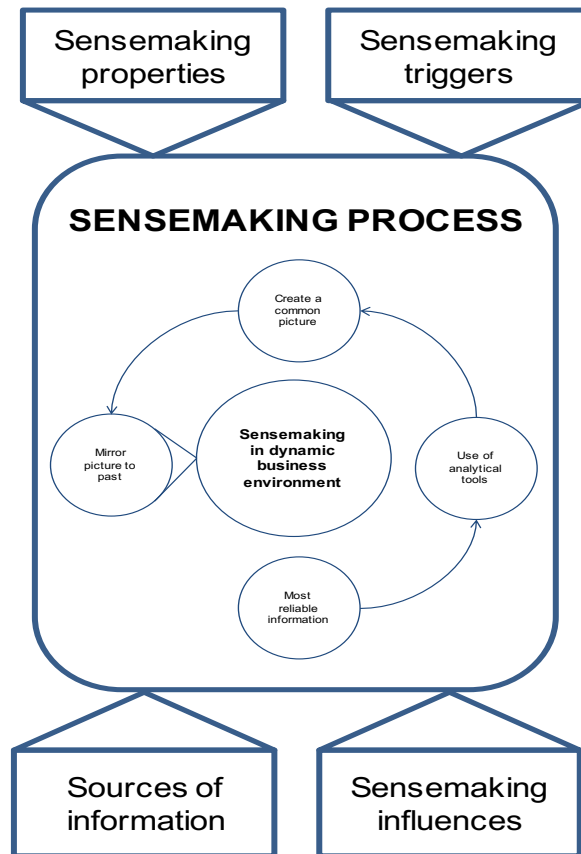 Sensemaking
properties
Sensemaking
triggers
SENSEMAKING PROCESS
Create a
common
picture
Mirror
picture to
past
Sensemaking
in dynamic
business
environment
Use of
analytical
tools
Most
reliable
information
Sources of
information
Sensemaking
influences